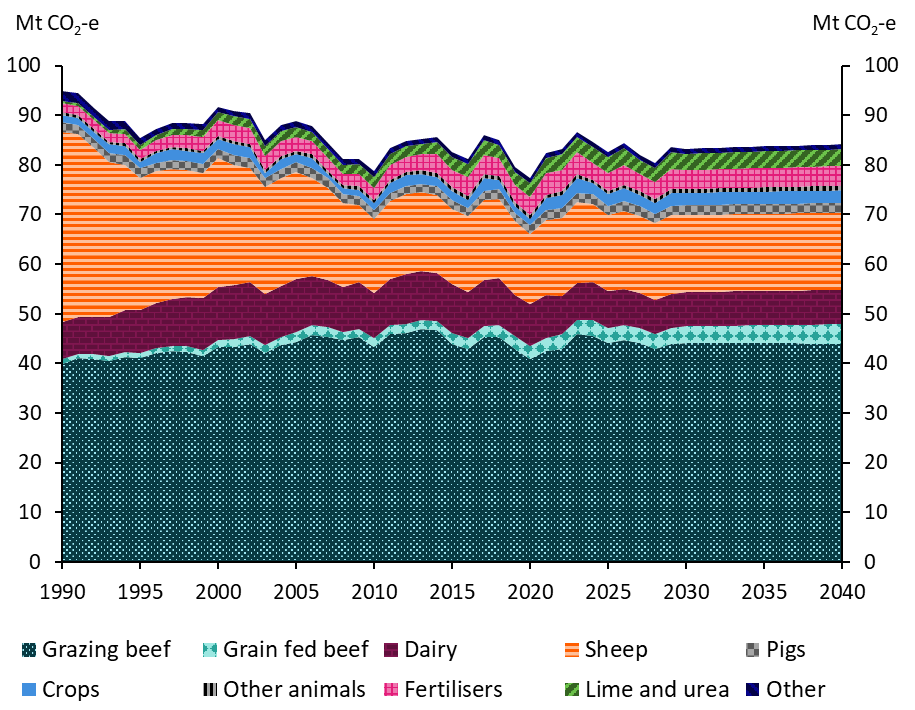 Mt CO₂-e Mt CO₂-e
100 100
90 90
80 80
70 70
60 60
50 50
40 40
30 30
20 20
10 10
0 0
1990 1995 2000 2005 2010 2015 2020 2025 2030 2035 2040
Grazing beef Grain fed beef Dairy Sheep Pigs
Crops Other animals Fertilisers Lime and urea Other